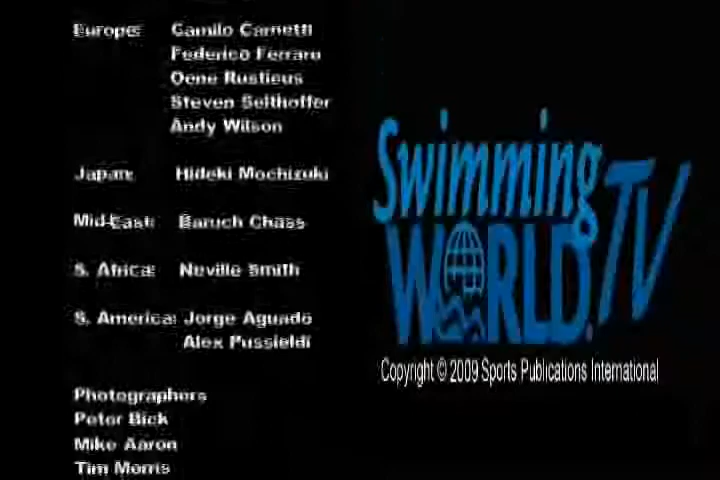 Europe: Camilo Cametti
Federico Ferraro
Oene Rusticus
Steven Selthoffer
Andy Wilson
Japan: Hideki Mochizuki
Mid-East: Baruch Chass
S. Africa: Neville Smith
S. America: Jorge Aguado
Alex Pussieldi
Photographers
Peter Bick
Mike Aaron
Tim Morris
Swimming
WORLD.TV
Copyright © 2009 Sports Publications International